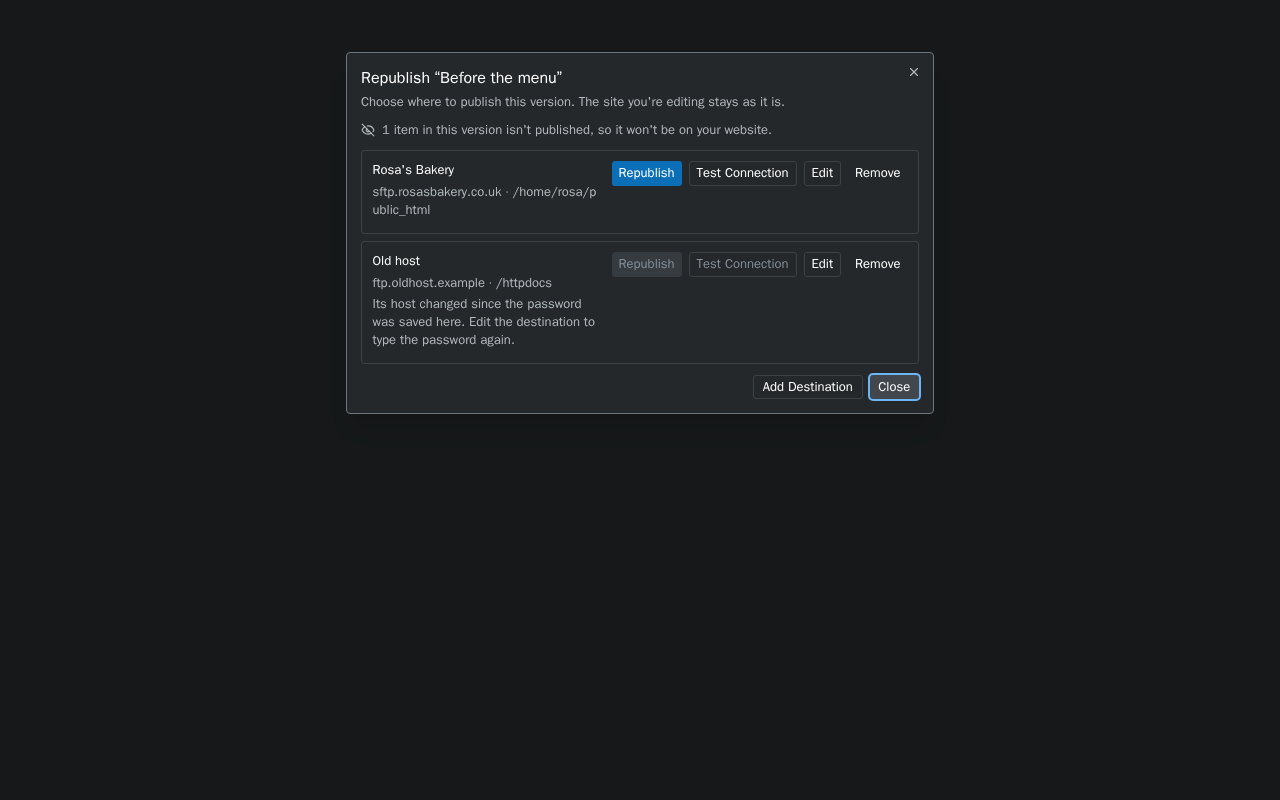 Republish “Before the menu”
Choose where to publish this version. The site you're editing stays as it is.
1 item in this version isn't published, so it won't be on your website.
Rosa's Bakery
Republish
Test Connection
Edit
Remove
sftp.rosasbakery.co.uk · /home/rosa/p
ublic_html
Old host
Republish
Test Connection
Edit
Remove
ftp.oldhost.example · /httpdocs
Its host changed since the password
was saved here. Edit the destination to
type the password again.
Add Destination
Close